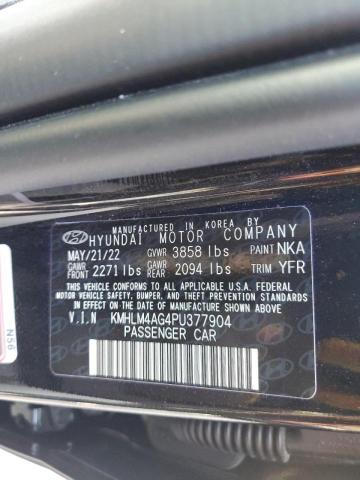 MANUFACTURED IN KOREA BY
HYUNDAI MOTOR COMPANY
MAY/21/22 GVWR 3858 lbs PAINT NKA
GAWR FRONT 2271 lbs GAWR REAR 2094 lbs TRIM YFR
THIS VEHICLE CONFORMS TO ALL APPLICABLE U.S.A. FEDERAL
MOTOR VEHICLE SAFETY, BUMPER, AND THEFT PREVENTION
STANDARDS IN EFFECT ON THE DATE OF MANUFACTURE SHOWN ABOVE.
V.I.N KMHLM4AG4PU377904
PASSENGER CAR
N56